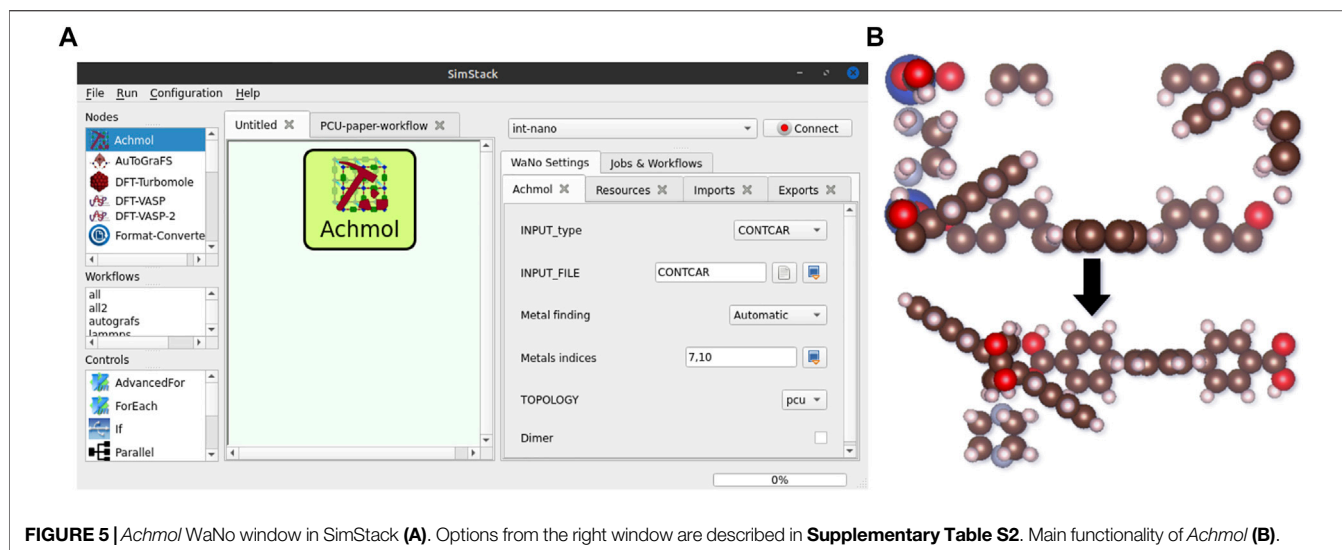 A
B
SimStack
File Run Configuration Help
Nodes
Achmol
AuToGraFS
DFT-Turbomole
DFT-VASP
DFT-VASP-2
Format-Converte
Workflows
all
all2
autografs
lammps
Controls
AdvancedFor
ForEach
If
Parallel
Untitled
PCU-paper-workflow
Achmol
int-nano
Connect
WaNo Settings
Jobs & Workflows
Achmol
Resources
Imports
Exports
INPUT_type
CONTCAR
INPUT_FILE
CONTCAR
Metal finding
Automatic
Metals indices
7,10
TOPOLOGY
pcu
Dimer
0%
FIGURE 5 | Achmol WaNo window in SimStack (A). Options from the right window are described in Supplementary Table S2. Main functionality of Achmol (B).